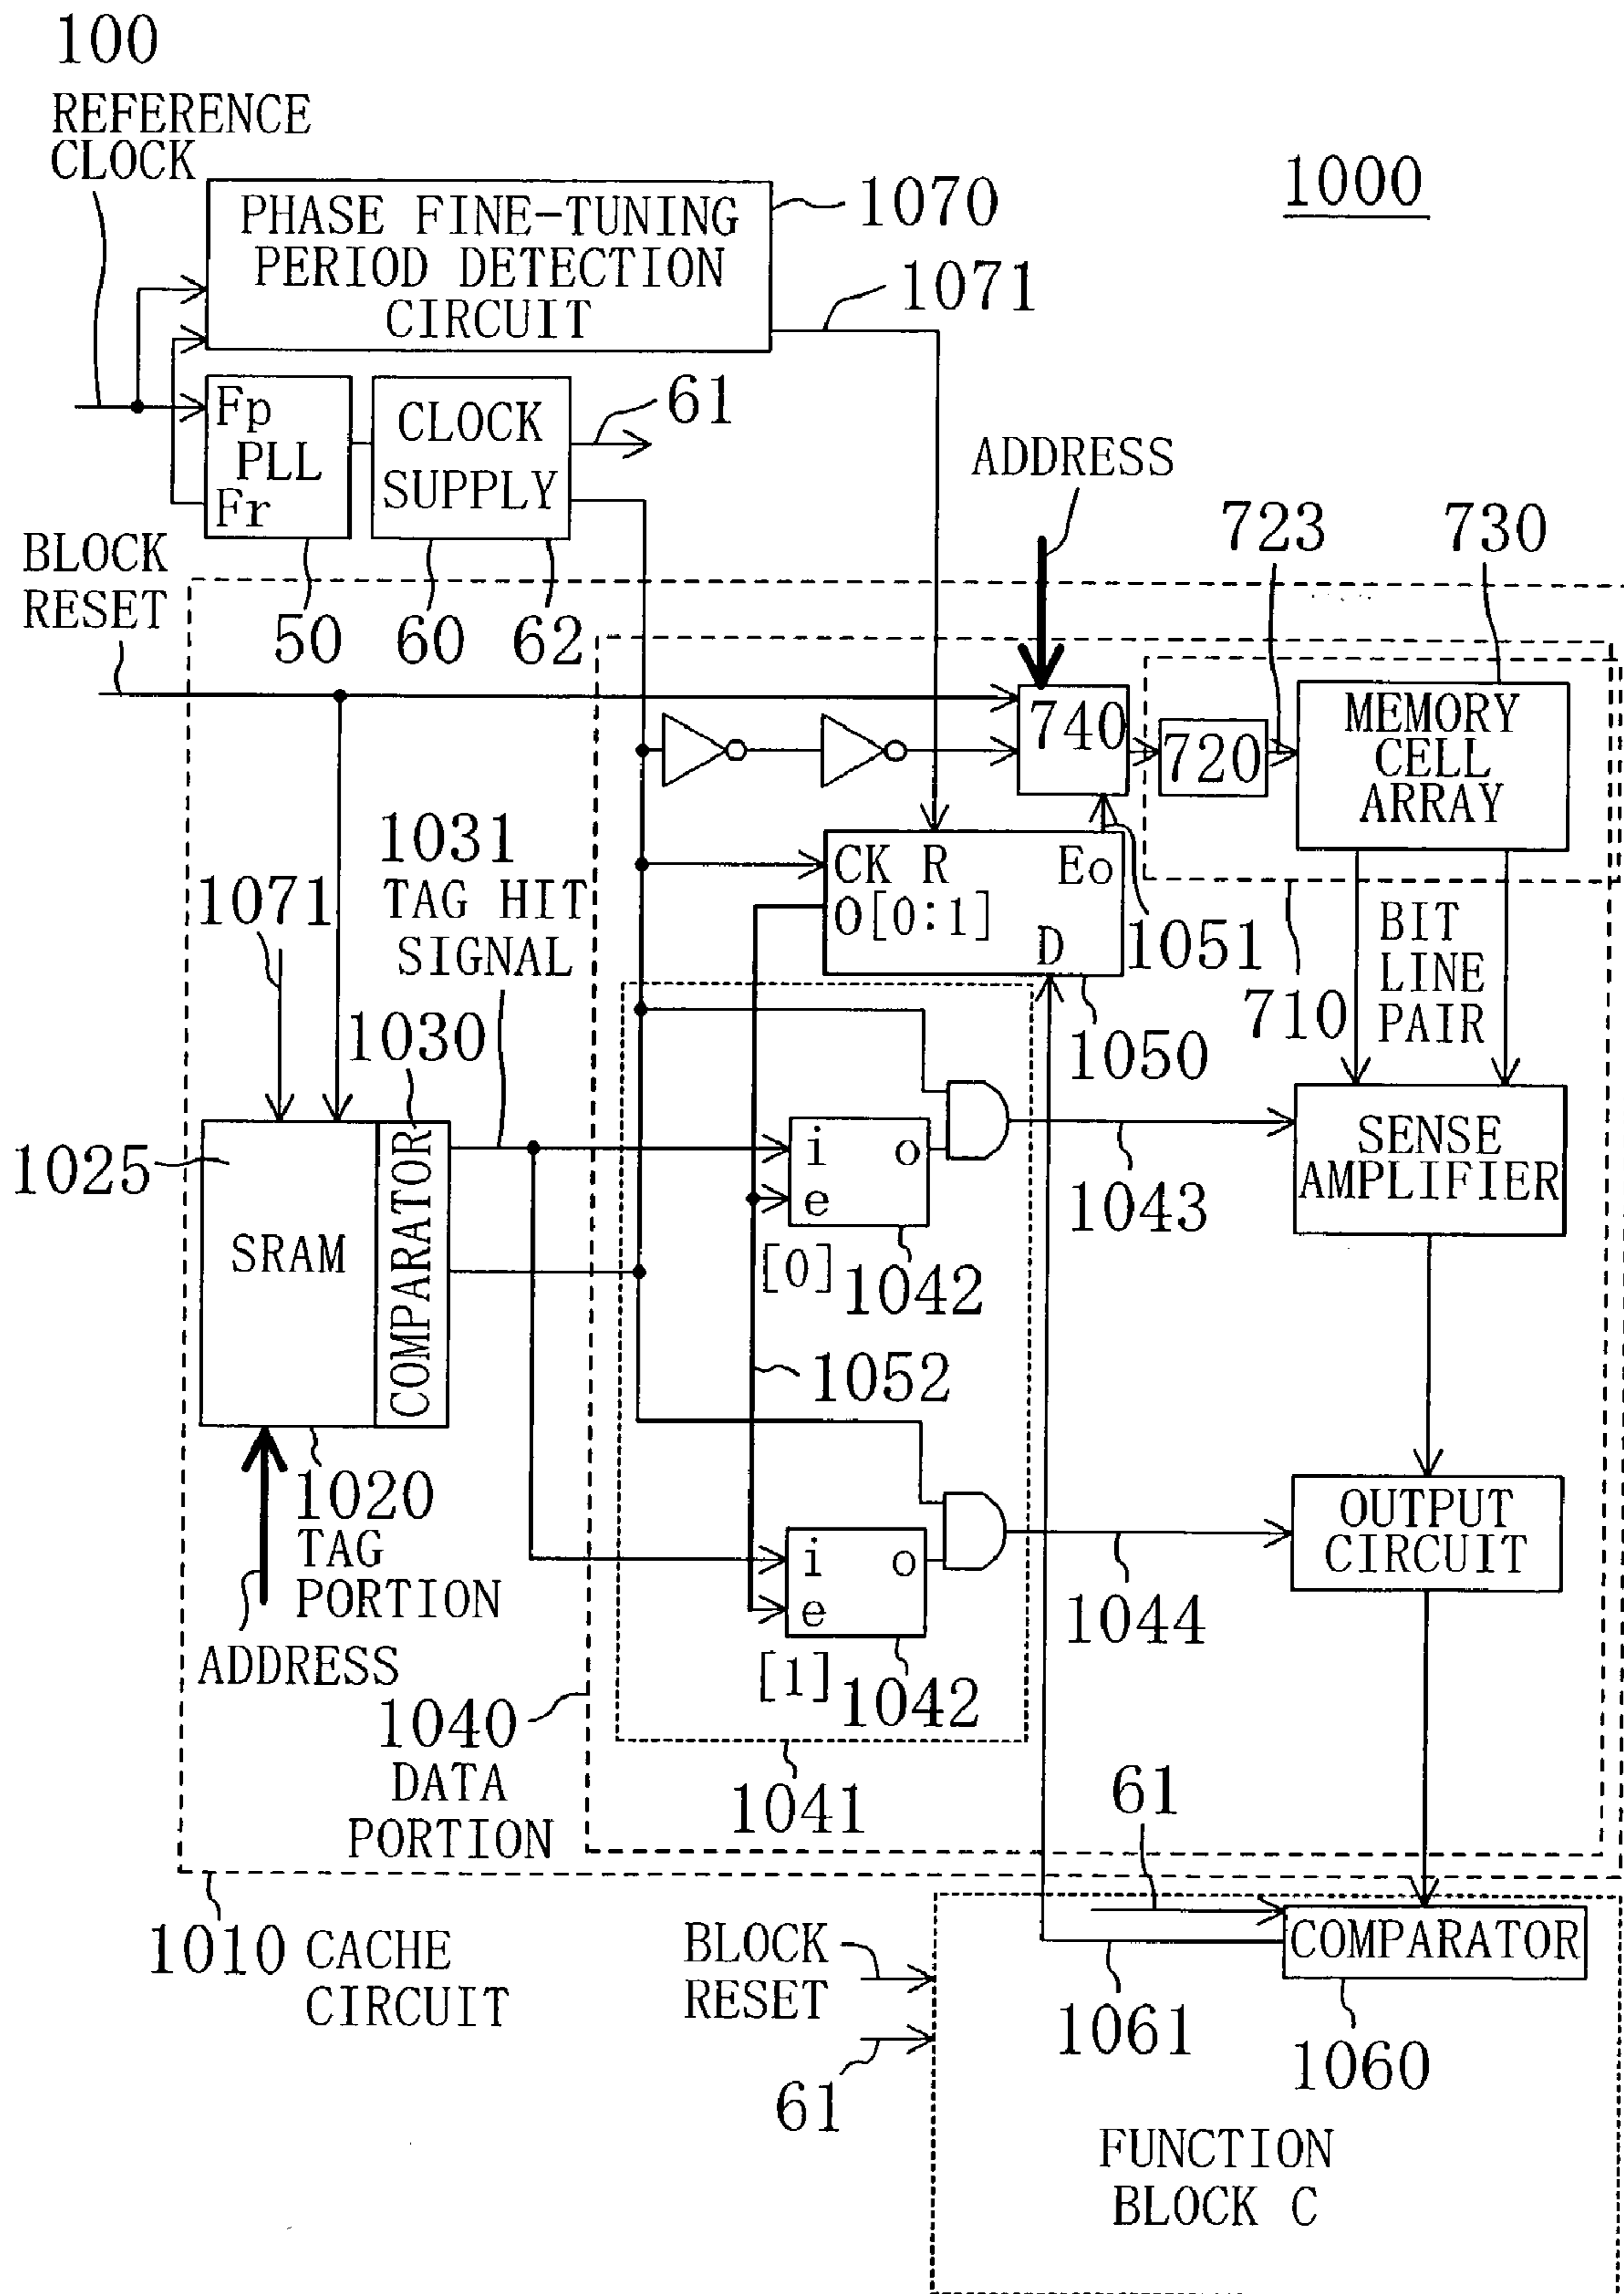 100
REFERENCE
CLOCK
1000
PHASE FINE-TUNING
PERIOD DETECTION
CIRCUIT
1070
1071
Fp
PLL
Fr
CLOCK
SUPPLY
61
ADDRESS
723
730
BLOCK
RESET
50
60
62
740
720
MEMORY
CELL
ARRAY
1031
TAG HIT
SIGNAL
1071
CK R
Eo
O[0:1]
D
1051
710
BIT
LINE
PAIR
1030
1050
1025
SRAM
COMPARATOR
i
o
e
[0]
1042
1043
SENSE
AMPLIFIER
1052
1020
TAG
PORTION
ADDRESS
i
o
e
[1]
1042
1044
OUTPUT
CIRCUIT
1040
DATA
PORTION
1041
61
1010 CACHE
CIRCUIT
BLOCK
RESET
61
COMPARATOR
1061
1060
FUNCTION
BLOCK C